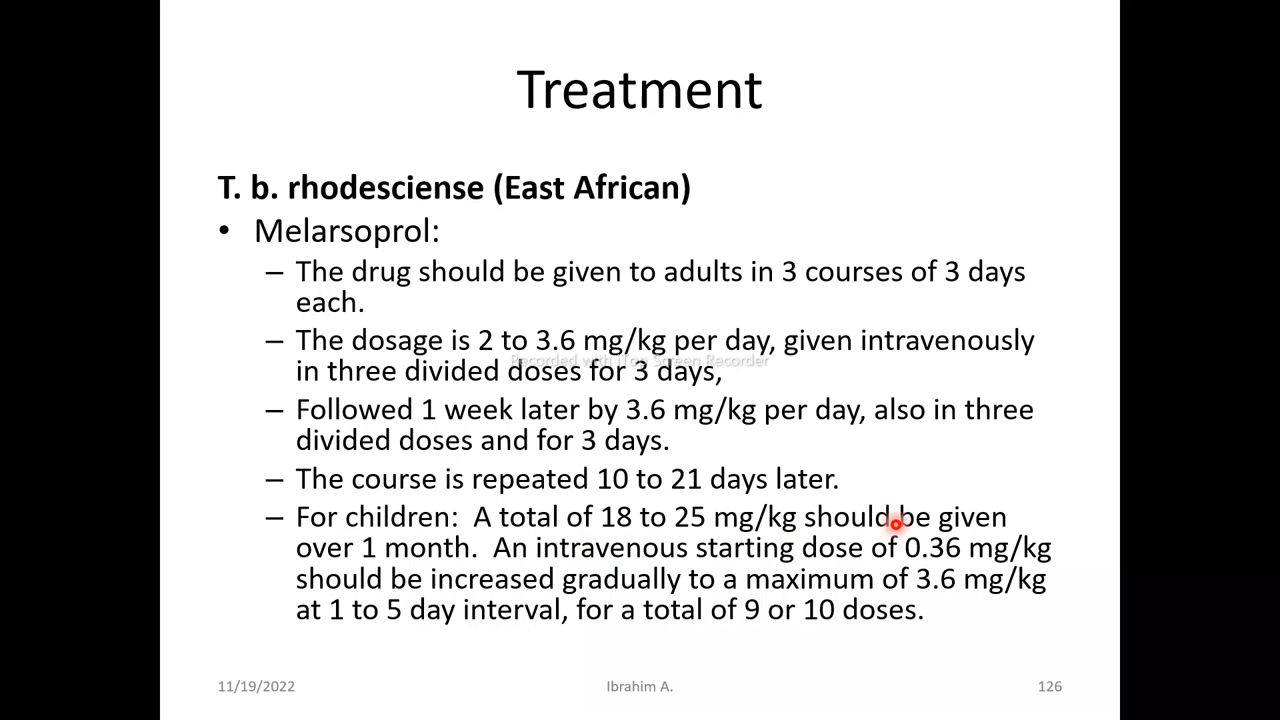 Treatment
T. b. rhodesciense (East African)
• Melarsoprol:
– The drug should be given to adults in 3 courses of 3 days
each.
– The dosage is 2 to 3.6 mg/kg per day, given intravenously
Recorded with iTop Screen Recorder
in three divided doses for 3 days,
– Followed 1 week later by 3.6 mg/kg per day, also in three
divided doses and for 3 days.
– The course is repeated 10 to 21 days later.
– For children:  A total of 18 to 25 mg/kg should be given
over 1 month.  An intravenous starting dose of 0.36 mg/kg
should be increased gradually to a maximum of 3.6 mg/kg
at 1 to 5 day interval, for a total of 9 or 10 doses.
11/19/2022 Ibrahim A. 126